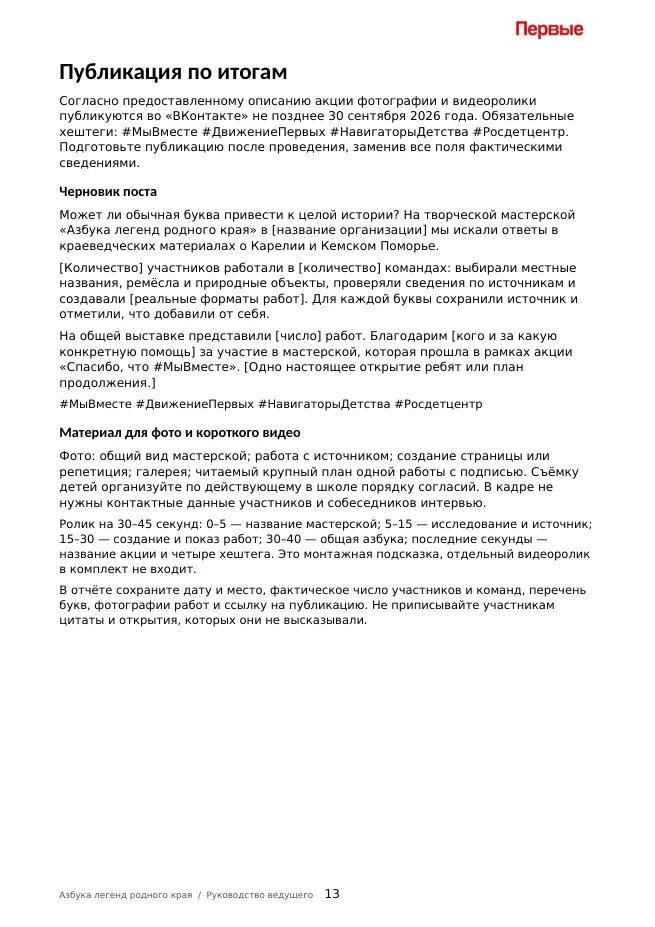 Первые
Публикация по итогам
Согласно предоставленному описанию акции фотографии и видеоролики
публикуются во «ВКонтакте» не позднее 30 сентября 2026 года. Обязательные
хештеги: #МыВместе #ДвижениеПервых #НавигаторыДетства #Росдетцентр.
Подготовьте публикацию после проведения, заменив все поля фактическими
сведениями.
Черновик поста
Может ли обычная буква привести к целой истории? На творческой мастерской
«Азбука легенд родного края» в [название организации] мы искали ответы в
краеведческих материалах о Карелии и Кемском Поморье.
[Количество] участников работали в [количество] командах: выбирали местные
названия, ремёсла и природные объекты, проверяли сведения по источникам и
создавали [реальные форматы работ]. Для каждой буквы сохранили источник и
отметили, что добавили от себя.
На общей выставке представили [число] работ. Благодарим [кого и за какую
конкретную помощь] за участие в мастерской, которая прошла в рамках акции
«Спасибо, что #МыВместе». [Одно настоящее открытие ребят или план
продолжения.]
#МыВместе #ДвижениеПервых #НавигаторыДетства #Росдетцентр
Материал для фото и короткого видео
Фото: общий вид мастерской; работа с источником; создание страницы или
репетиция; галерея; читаемый крупный план одной работы с подписью. Съёмку
детей организуйте по действующему в школе порядку согласий. В кадре не
нужны контактные данные участников и собеседников интервью.
Ролик на 30–45 секунд: 0–5 — название мастерской; 5–15 — исследование и источник;
15–30 — создание и показ работ; 30–40 — общая азбука; последние секунды —
название акции и четыре хештега. Это монтажная подсказка, отдельный видеоролик
в комплект не входит.
В отчёте сохраните дату и место, фактическое число участников и команд, перечень
букв, фотографии работ и ссылку на публикацию. Не приписывайте участникам
цитаты и открытия, которых они не высказывали.
Азбука легенд родного края / Руководство ведущего 13